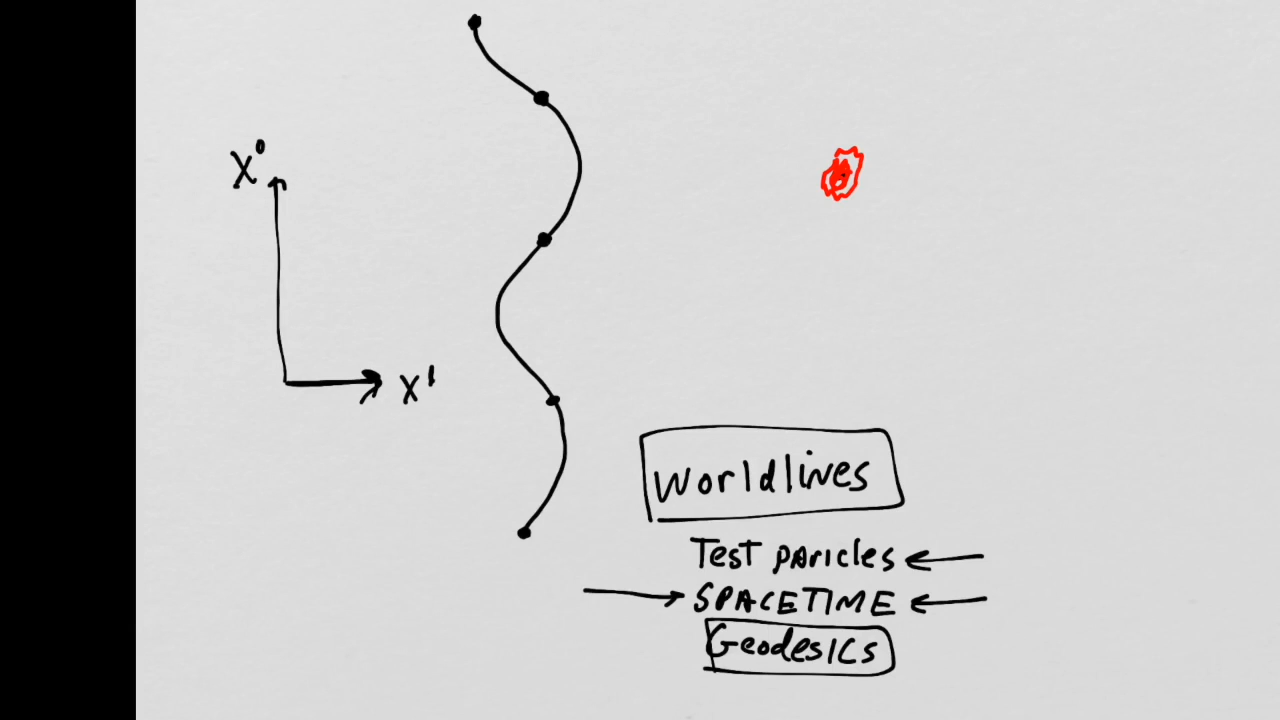 X⁰
X¹
Worldlines
Test paricles
SPACETIME
Geodesics